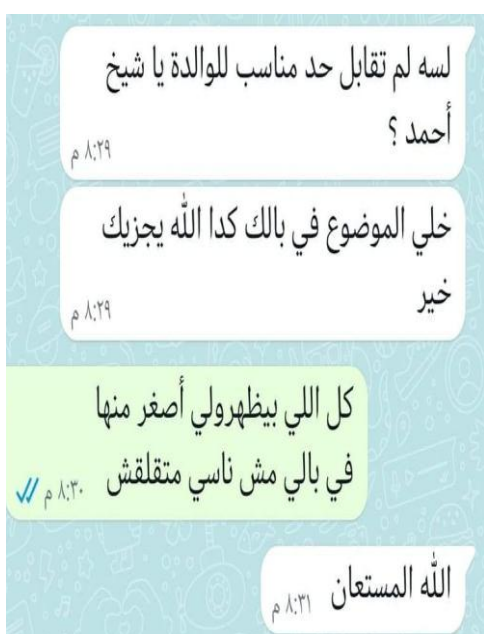 لسه لم تقابل حد مناسب للوالدة يا شيخ
أحمد ؟
٨:٢٩ م
خلي الموضوع في بالك كدا الله يجزيك
خير
٨:٢٩ م
كل اللي بيظهرولي أصغر منها
في بالي مش ناسي متقلقش ٨:٣٠ م
الله المستعان ٨:٣١ م